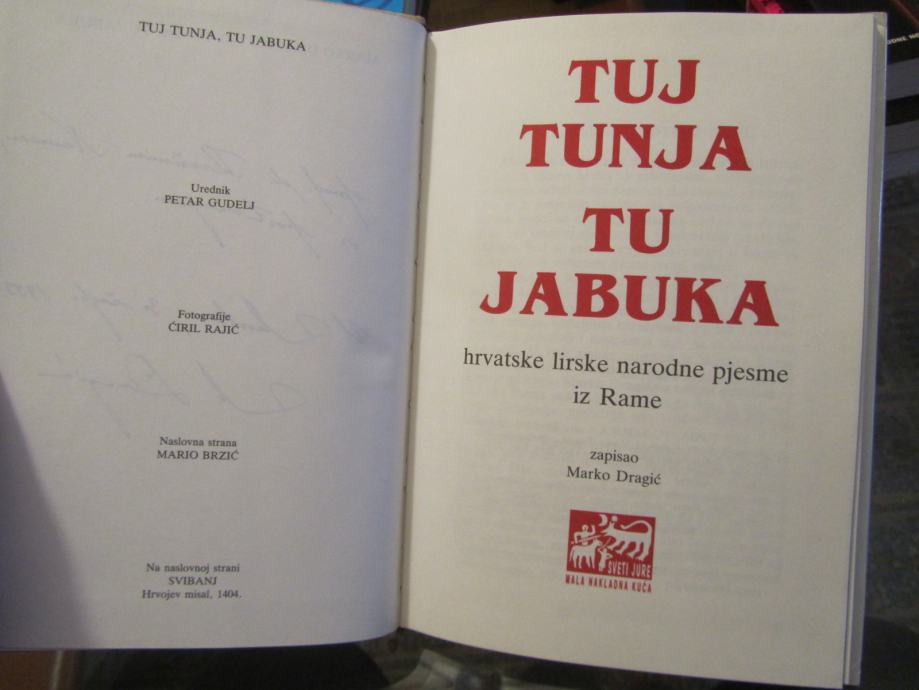 TUJ TUNJA, TU JABUKA
Urednik
PETAR GUDELJ
Fotografije
ĆIRIL RAJIĆ
Naslovna strana
MARIO BRZIĆ
Na naslovnoj strani
SVIBANJ
Hrvojev misal, 1404.
TUJ
TUNJA
TU
JABUKA
hrvatske lirske narodne pjesme
iz Rame
zapisao
Marko Dragić
SVETI JURE
MALA NAKLADNA KUĆA